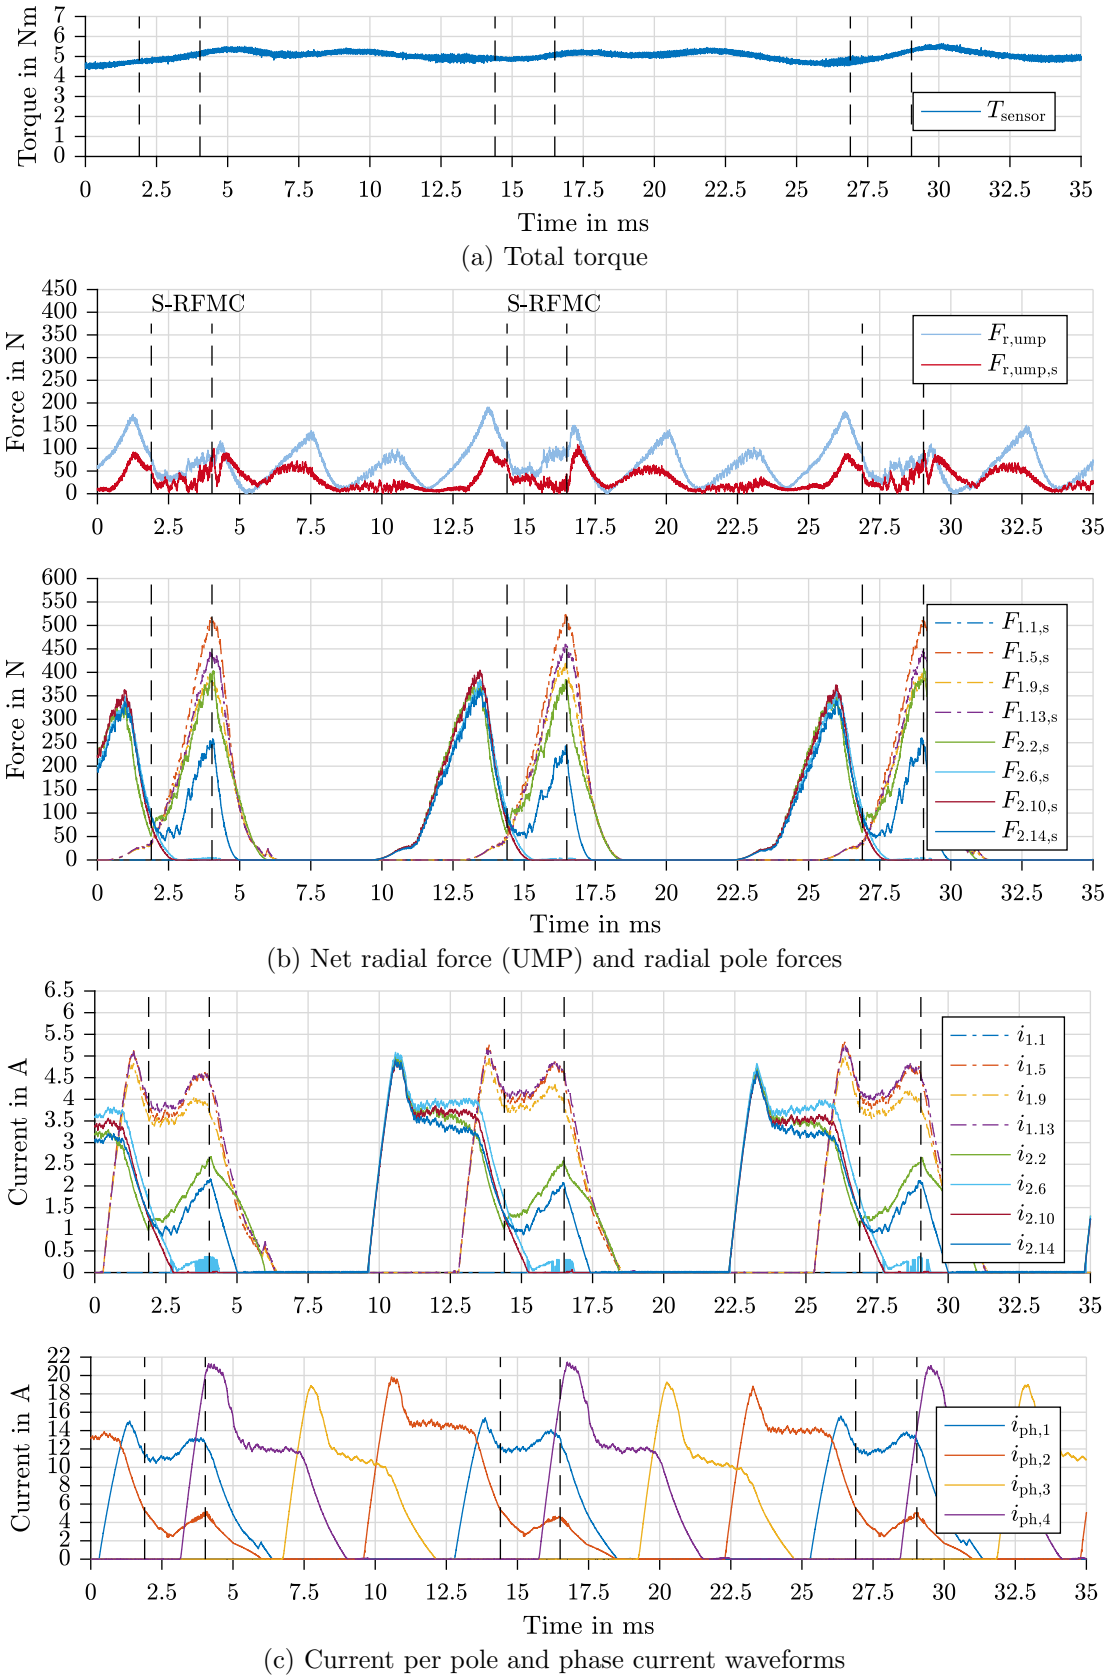 Torque in Nm
7
6
5
4
3
2
1
0
T_sensor
0 2.5 5 7.5 10 12.5 15 17.5 20 22.5 25 27.5 30 32.5 35
Time in ms
(a) Total torque
Force in N
450
400
350
300
250
200
150
100
50
0
S-RFMC S-RFMC
F_r,ump
F_r,ump,s
0 2.5 5 7.5 10 12.5 15 17.5 20 22.5 25 27.5 30 32.5 35
Force in N
600
550
500
450
400
350
300
250
200
150
100
50
0
F_1.1,s
F_1.5,s
F_1.9,s
F_1.13,s
F_2.2,s
F_2.6,s
F_2.10,s
F_2.14,s
0 2.5 5 7.5 10 12.5 15 17.5 20 22.5 25 27.5 30 32.5 35
Time in ms
(b) Net radial force (UMP) and radial pole forces
Current in A
6.5
6
5.5
5
4.5
4
3.5
3
2.5
2
1.5
1
0.5
0
i_1.1
i_1.5
i_1.9
i_1.13
i_2.2
i_2.6
i_2.10
i_2.14
0 2.5 5 7.5 10 12.5 15 17.5 20 22.5 25 27.5 30 32.5 35
Current in A
22
20
18
16
14
12
10
8
6
4
2
0
i_ph,1
i_ph,2
i_ph,3
i_ph,4
0 2.5 5 7.5 10 12.5 15 17.5 20 22.5 25 27.5 30 32.5 35
Time in ms
(c) Current per pole and phase current waveforms